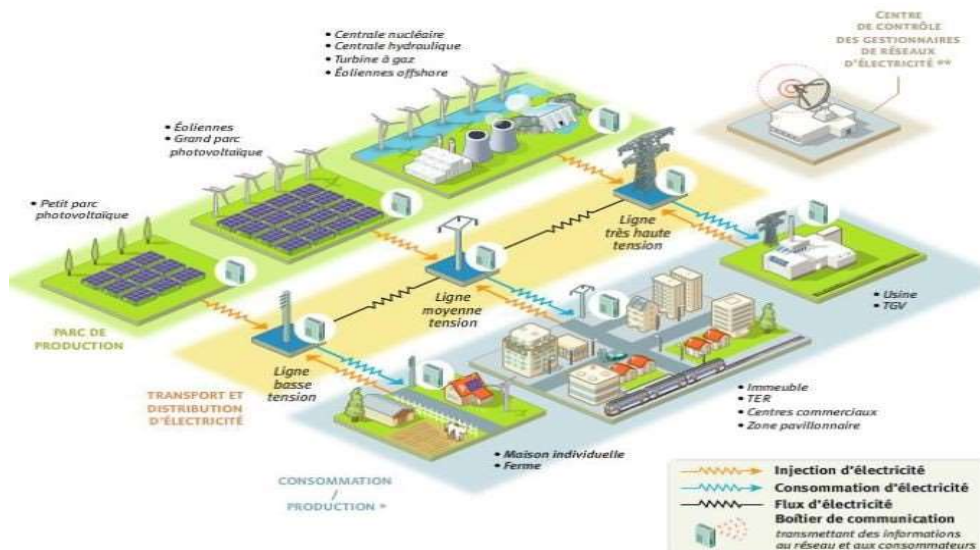 CENTRE
DE CONTRÔLE
DES GESTIONNAIRES
DE RÉSEAUX
D'ÉLECTRICITÉ **
• Centrale nucléaire
• Centrale hydraulique
• Turbine à gaz
• Éoliennes offshore
• Éoliennes
• Grand parc
photovoltaïque
• Petit parc
photovoltaïque
Ligne
très haute
tension
Ligne
moyenne
tension
Ligne
basse
tension
PARC DE
PRODUCTION
TRANSPORT ET
DISTRIBUTION
D'ÉLECTRICITÉ
CONSOMMATION
/
PRODUCTION *
• Usine
• TGV
• Immeuble
• TER
• Centres commerciaux
• Zone pavillonnaire
• Maison individuelle
• Ferme
Injection d'électricité
Consommation d'électricité
Flux d'électricité
Boîtier de communication
transmettant des informations
au réseau et aux consommateurs